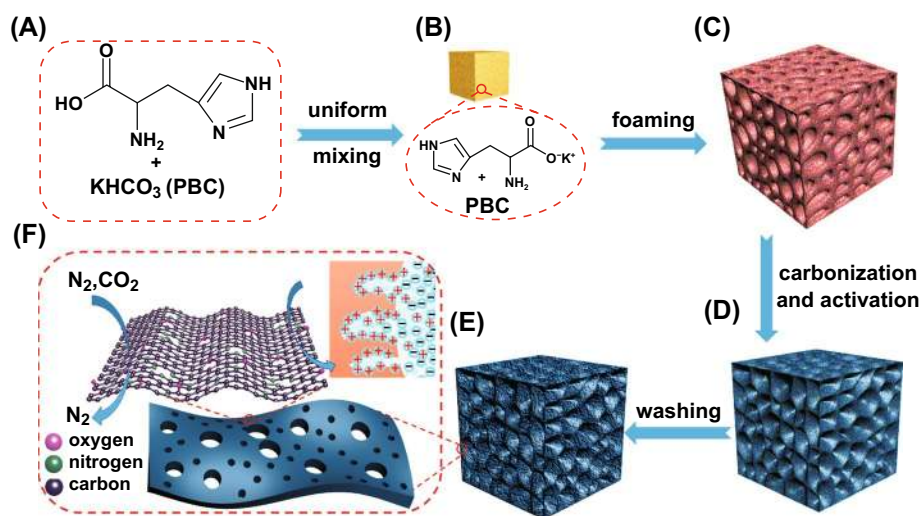 (A)
O
HO
NH₂
NH
N
+
KHCO₃ (PBC)
uniform
mixing
(B)
HN
N
+
O
O⁻K⁺
NH₂
PBC
foaming
(C)
carbonization
and activation
(D)
washing
(E)
(F)
N₂,CO₂
N₂
oxygen
nitrogen
carbon